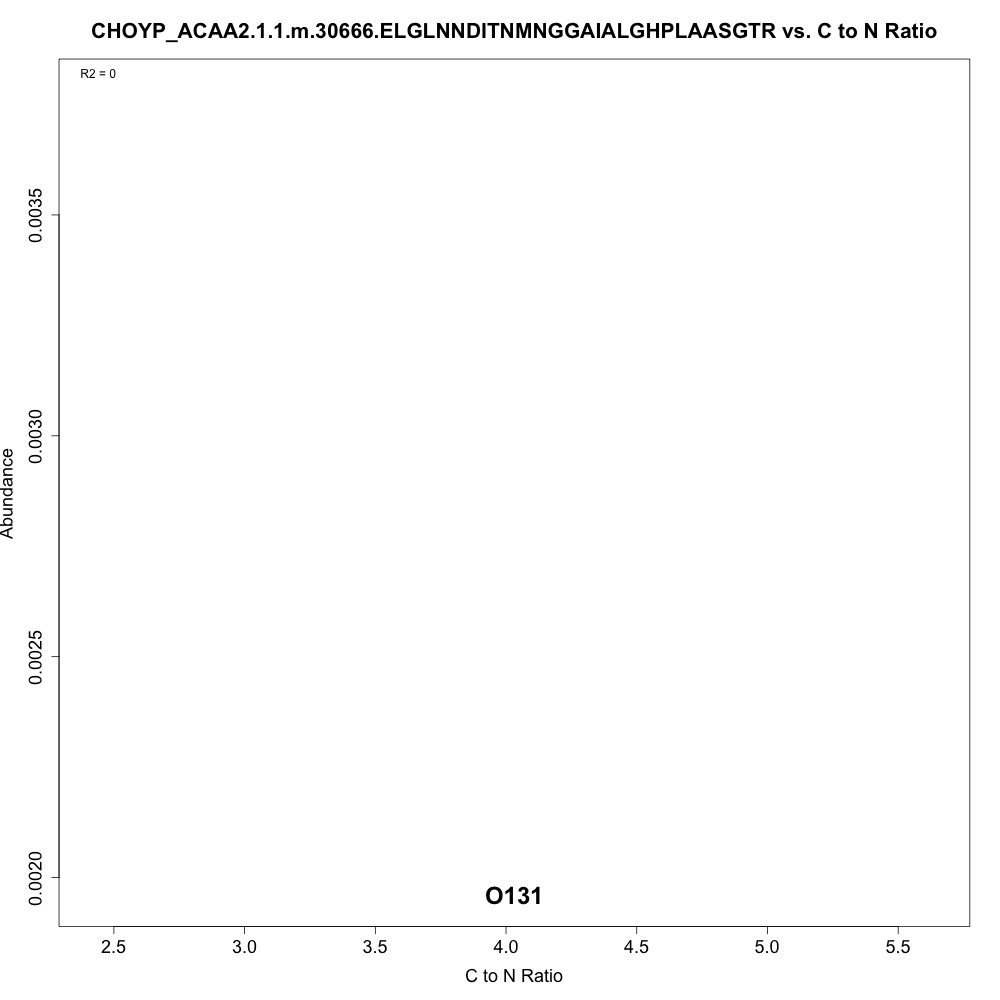 CHOYP_ACAA2.1.1.m.30666.ELGLNNDITNMNGGAIALGHPLAASGTR vs. C to N Ratio
R2 = 0
0.0035
0.0030
Abundance
0.0025
0.0020
O131
2.5 3.0 3.5 4.0 4.5 5.0 5.5
C to N Ratio